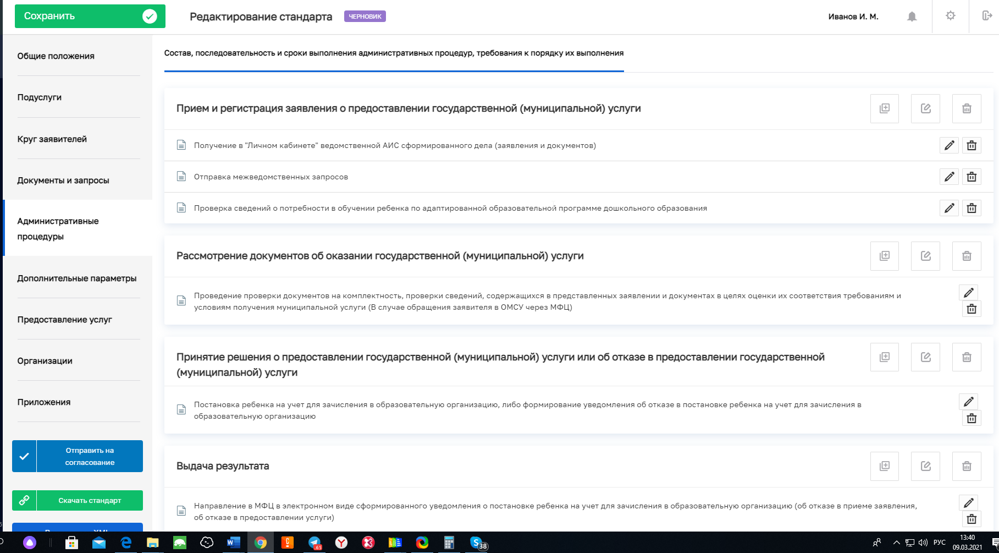 Сохранить
Редактирование стандарта
ЧЕРНОВИК
Иванов И. М.
Общие положения
Подуслуги
Круг заявителей
Документы и запросы
Административные
процедуры
Дополнительные параметры
Предоставление услуг
Организации
Приложения
Отправить на
согласование
Скачать стандарт
Состав, последовательность и сроки выполнения административных процедур, требования к порядку их выполнения
Прием и регистрация заявления о предоставлении государственной (муниципальной) услуги
Получение в "Личном кабинете" ведомственной АИС сформированного дела (заявления и документов)
Отправка межведомственных запросов
Проверка сведений о потребности в обучении ребенка по адаптированной образовательной программе дошкольного образования
Рассмотрение документов об оказании государственной (муниципальной) услуги
Проведение проверки документов на комплектность, проверки сведений, содержащихся в представленных заявлении и документах в целях оценки их соответствия требованиям и
условиям получения муниципальной услуги (В случае обращения заявителя в ОМСУ через МФЦ)
Принятие решения о предоставлении государственной (муниципальной) услуги или об отказе в предоставлении государственной
(муниципальной) услуги
Постановка ребенка на учет для зачисления в образовательную организацию, либо формирование уведомления об отказе в постановке ребенка на учет для зачисления в
образовательную организацию
Выдача результата
Направление в МФЦ в электронном виде сформированного уведомления о постановке ребенка на учет для зачисления в образовательную организацию (об отказе в приеме заявления,
об отказе в предоставлении услуги)
65
38
РУС
13:40
09.03.2021